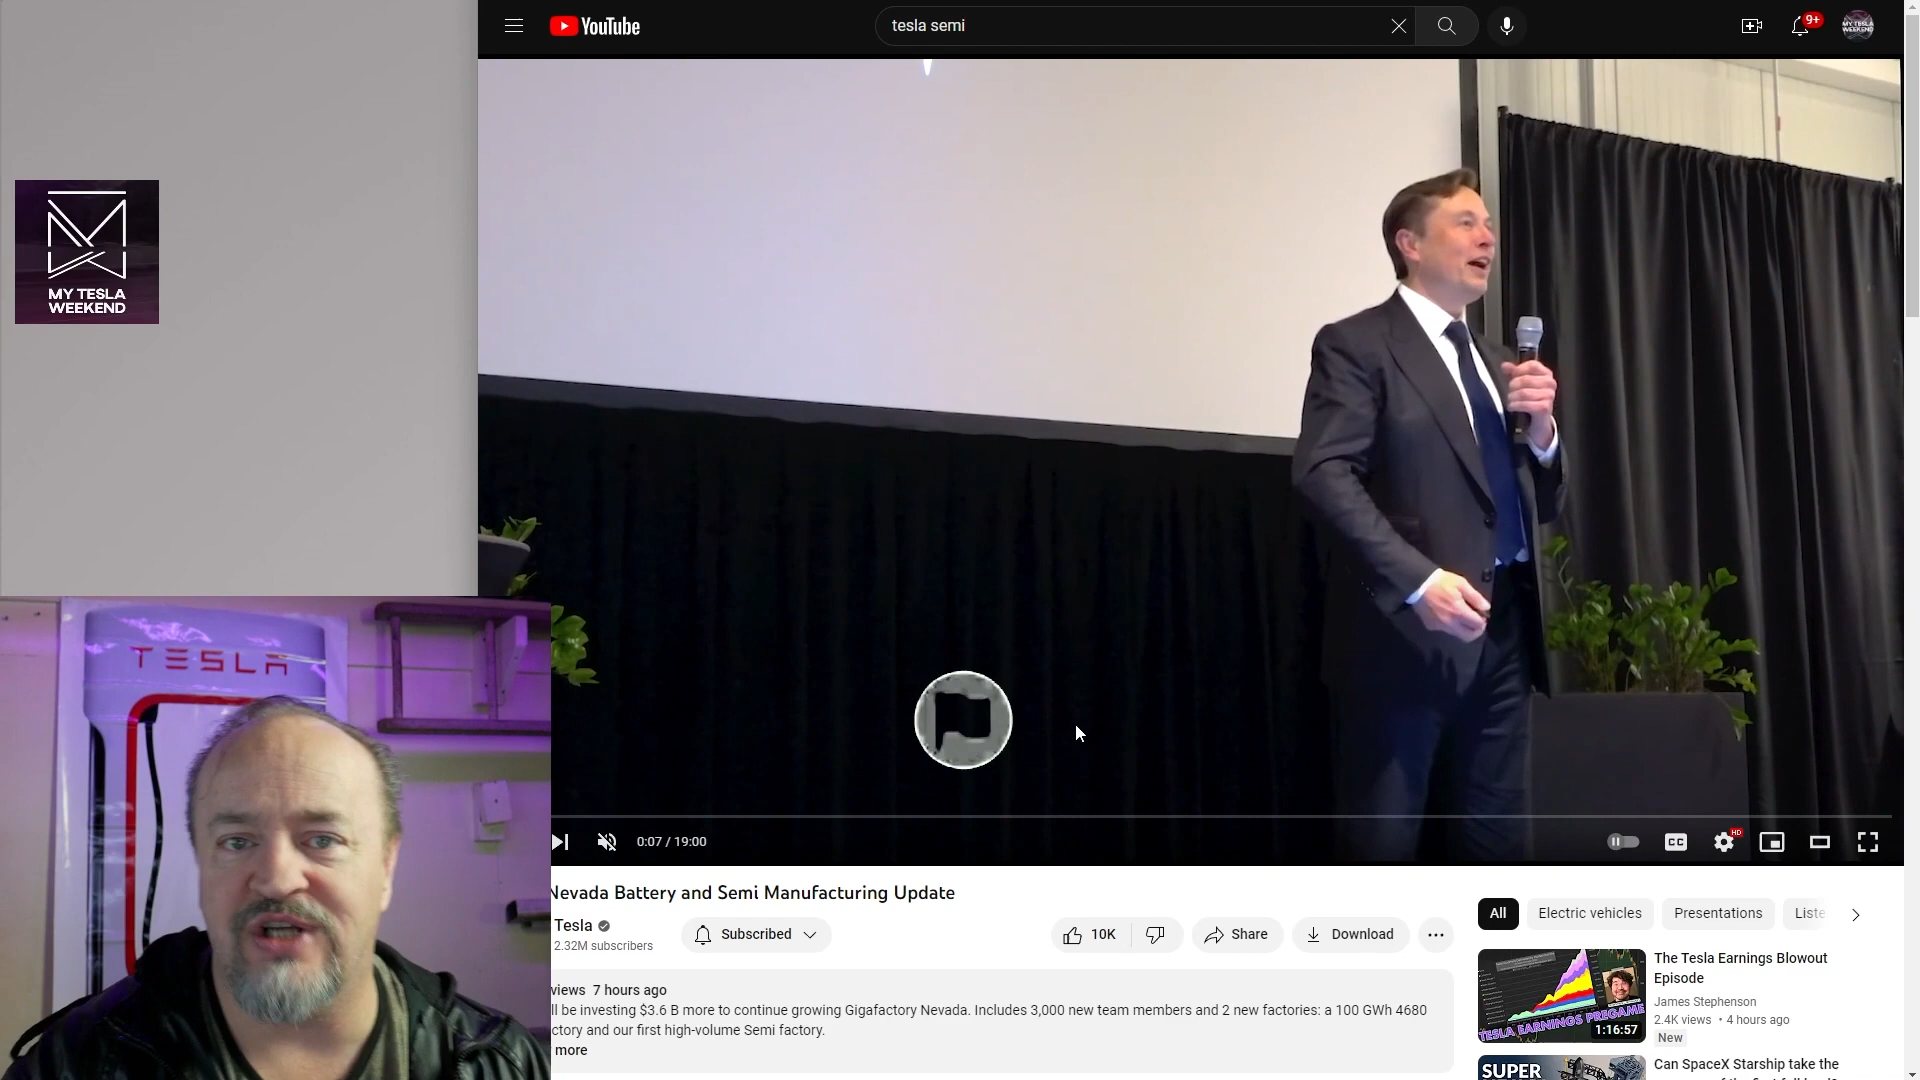 YouTube
tesla semi
9+
MY TESLA
WEEKEND
TESLA
0:07 / 19:00
CC
HD
Nevada Battery and Semi Manufacturing Update
Tesla
2.32M subscribers
Subscribed
10K
Share
Download
views 7 hours ago
ll be investing $3.6 B more to continue growing Gigafactory Nevada. Includes 3,000 new team members and 2 new factories: a 100 GWh 4680
ctory and our first high-volume Semi factory.
more
All
Electric vehicles
Presentations
Liste
The Tesla Earnings Blowout
Episode
James Stephenson
2.4K views • 4 hours ago
New
TESLA EARNINGS PREGAME
1:16:57
SUPER
Can SpaceX Starship take the